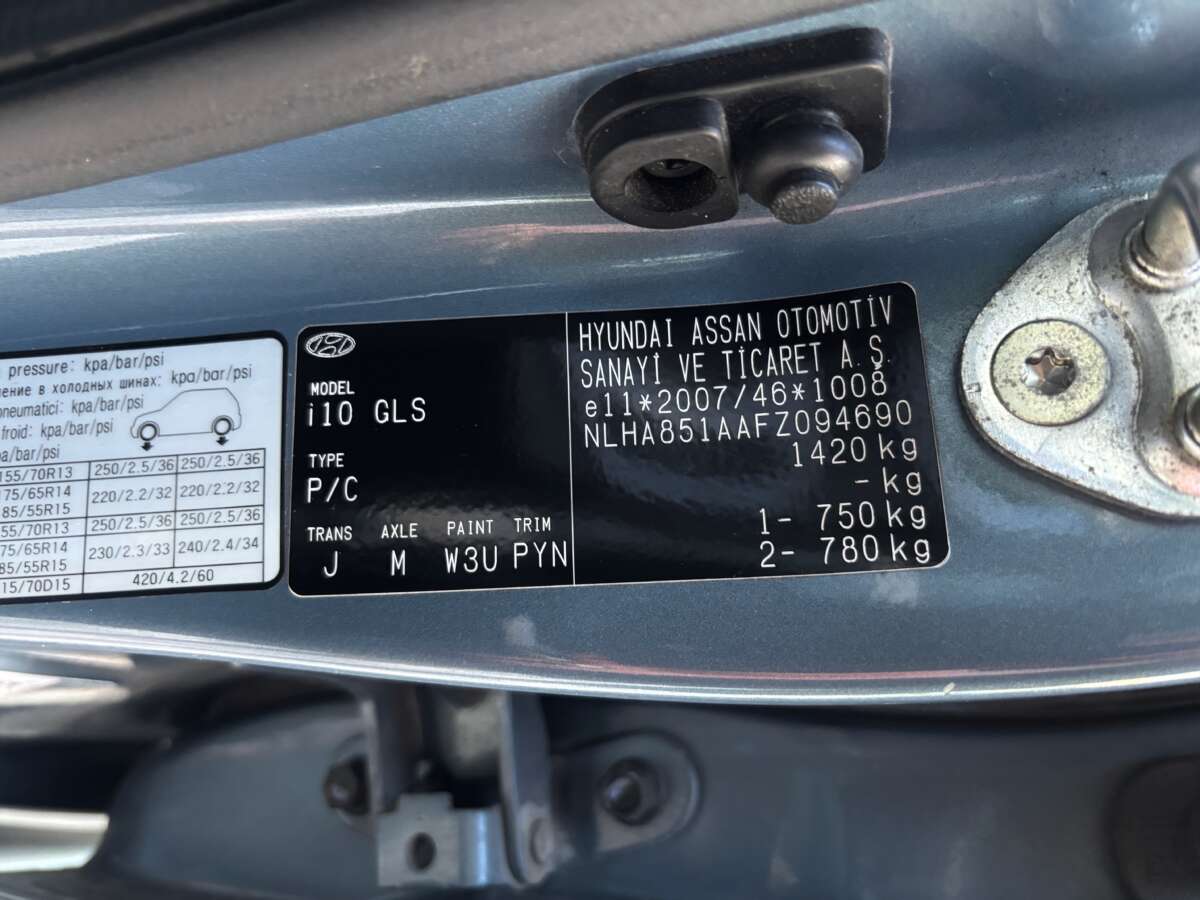 pressure: kpa/bar/psi
ление в холодных шинах: kpa/bar/psi
pneumatici: kpa/bar/psi
froid: kpa/bar/psi
pa/bar/psi
155/70R13 250/2.5/36 250/2.5/36
175/65R14
85/55R15 220/2.2/32 220/2.2/32
55/70R13 250/2.5/36 250/2.5/36
75/65R14
85/55R15 230/2.3/33 240/2.4/34
15/70D15 420/4.2/60
MODEL
i10 GLS
TYPE
P/C
TRANS AXLE PAINT TRIM
J M W3U PYN
HYUNDAI ASSAN OTOMOTİV
SANAYİ VE TİCARET A.Ş.
e11*2007/46*1008
NLHA851AAFZ094690
1420 kg
- kg
1- 750 kg
2- 780 kg